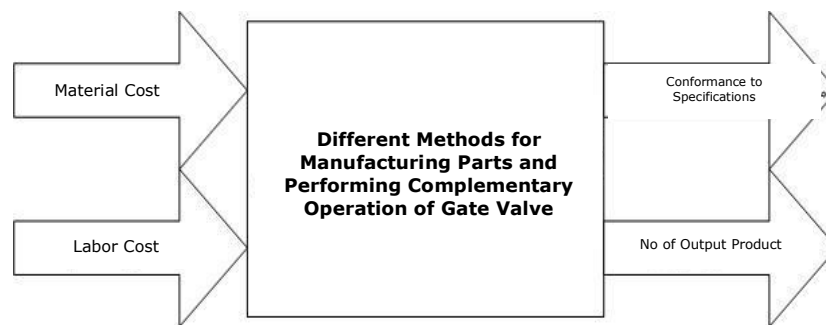 Material Cost
Labor Cost
Different Methods for
Manufacturing Parts and
Performing Complementary
Operation of Gate Valve
Conformance to
Specifications
No of Output Product